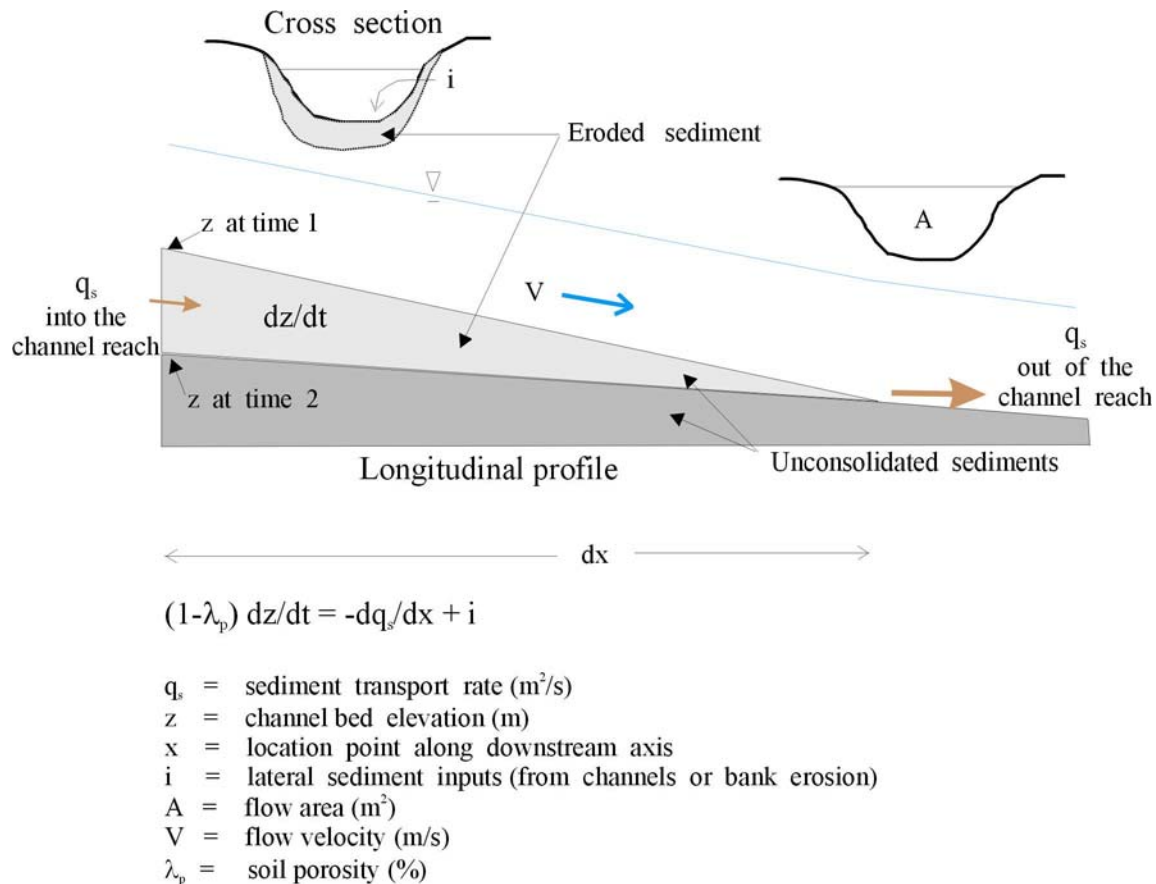 Cross section
i
Eroded sediment
A
z at time 1
V
q_s
into the
channel reach
dz/dt
q_s
out of the
channel reach
z at time 2
Unconsolidated sediments
Longitudinal profile
dx
(1-λ_p) dz/dt = -dq_s/dx + i
q_s = sediment transport rate (m²/s)
z = channel bed elevation (m)
x = location point along downstream axis
i = lateral sediment inputs (from channels or bank erosion)
A = flow area (m²)
V = flow velocity (m/s)
λ_p = soil porosity (%)